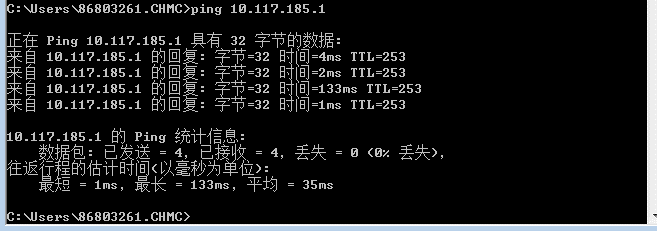 C:\Users\86803261.CHMC>ping 10.117.185.1
正在 Ping 10.117.185.1 具有 32 字节的数据:
来自 10.117.185.1 的回复: 字节=32 时间=4ms TTL=253
来自 10.117.185.1 的回复: 字节=32 时间=2ms TTL=253
来自 10.117.185.1 的回复: 字节=32 时间=133ms TTL=253
来自 10.117.185.1 的回复: 字节=32 时间=1ms TTL=253
10.117.185.1 的 Ping 统计信息:
数据包: 已发送 = 4, 已接收 = 4, 丢失 = 0 (0% 丢失),
往返行程的估计时间(以毫秒为单位):
最短 = 1ms, 最长 = 133ms, 平均 = 35ms
C:\Users\86803261.CHMC>